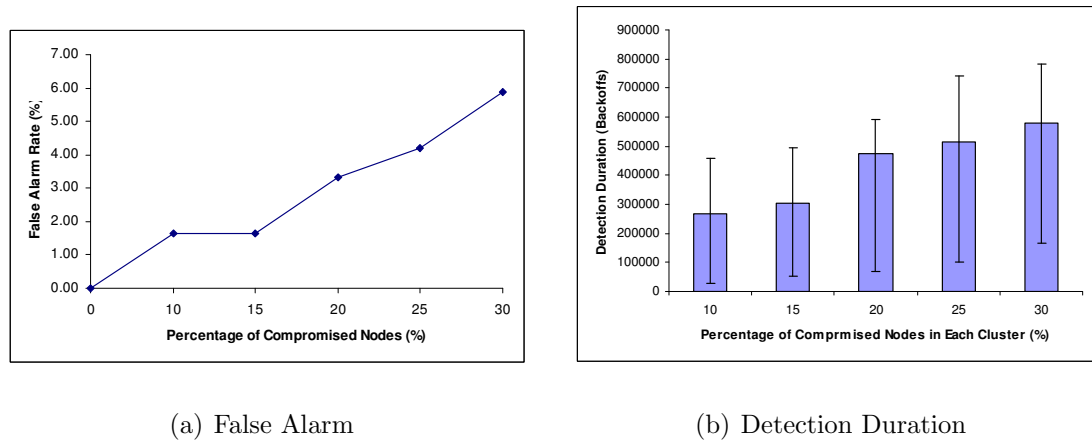 7.00
6.00
5.00
4.00
3.00
2.00
1.00
0.00
False Alarm Rate (%)
0 10 15 20 25 30
Percentage of Compromised Nodes (%)
(a) False Alarm
900000
800000
700000
600000
500000
400000
300000
200000
100000
0
Detection Duration (Backoffs)
10 15 20 25 30
Percentage of Comprmised Nodes in Each Cluster (%)
(b) Detection Duration